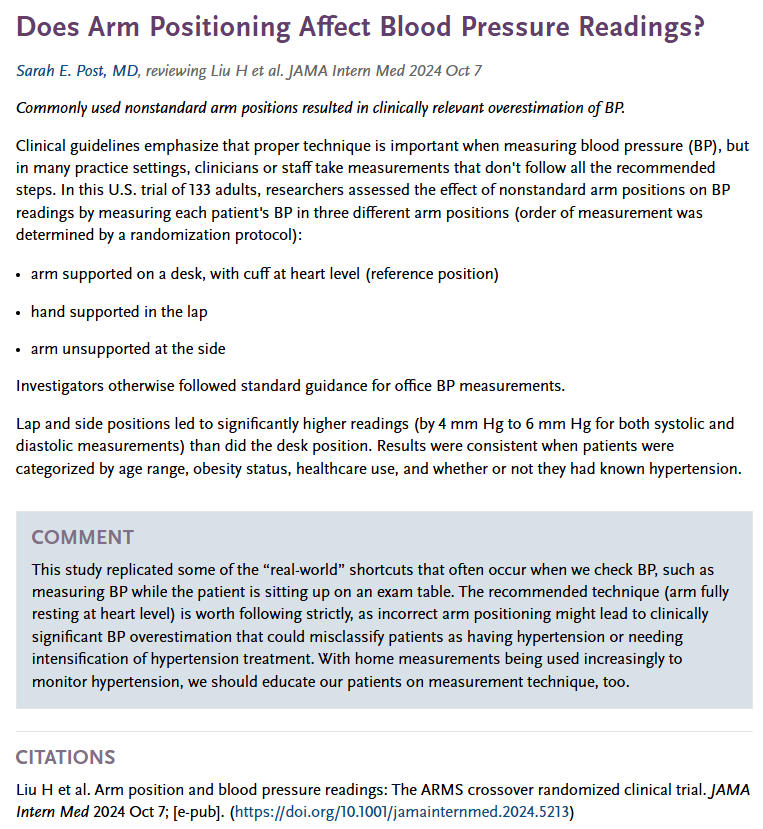 Does Arm Positioning Affect Blood Pressure Readings?
Sarah E. Post, MD, reviewing Liu H et al. JAMA Intern Med 2024 Oct 7
Commonly used nonstandard arm positions resulted in clinically relevant overestimation of BP.
Clinical guidelines emphasize that proper technique is important when measuring blood pressure (BP), but
in many practice settings, clinicians or staff take measurements that don't follow all the recommended
steps. In this U.S. trial of 133 adults, researchers assessed the effect of nonstandard arm positions on BP
readings by measuring each patient's BP in three different arm positions (order of measurement was
determined by a randomization protocol):
• arm supported on a desk, with cuff at heart level (reference position)
• hand supported in the lap
• arm unsupported at the side
Investigators otherwise followed standard guidance for office BP measurements.
Lap and side positions led to significantly higher readings (by 4 mm Hg to 6 mm Hg for both systolic and
diastolic measurements) than did the desk position. Results were consistent when patients were
categorized by age range, obesity status, healthcare use, and whether or not they had known hypertension.
COMMENT
This study replicated some of the “real-world” shortcuts that often occur when we check BP, such as
measuring BP while the patient is sitting up on an exam table. The recommended technique (arm fully
resting at heart level) is worth following strictly, as incorrect arm positioning might lead to clinically
significant BP overestimation that could misclassify patients as having hypertension or needing
intensification of hypertension treatment. With home measurements being used increasingly to
monitor hypertension, we should educate our patients on measurement technique, too.
CITATIONS
Liu H et al. Arm position and blood pressure readings: The ARMS crossover randomized clinical trial. JAMA
Intern Med 2024 Oct 7; [e-pub]. (https://doi.org/10.1001/jamainternmed.2024.5213)